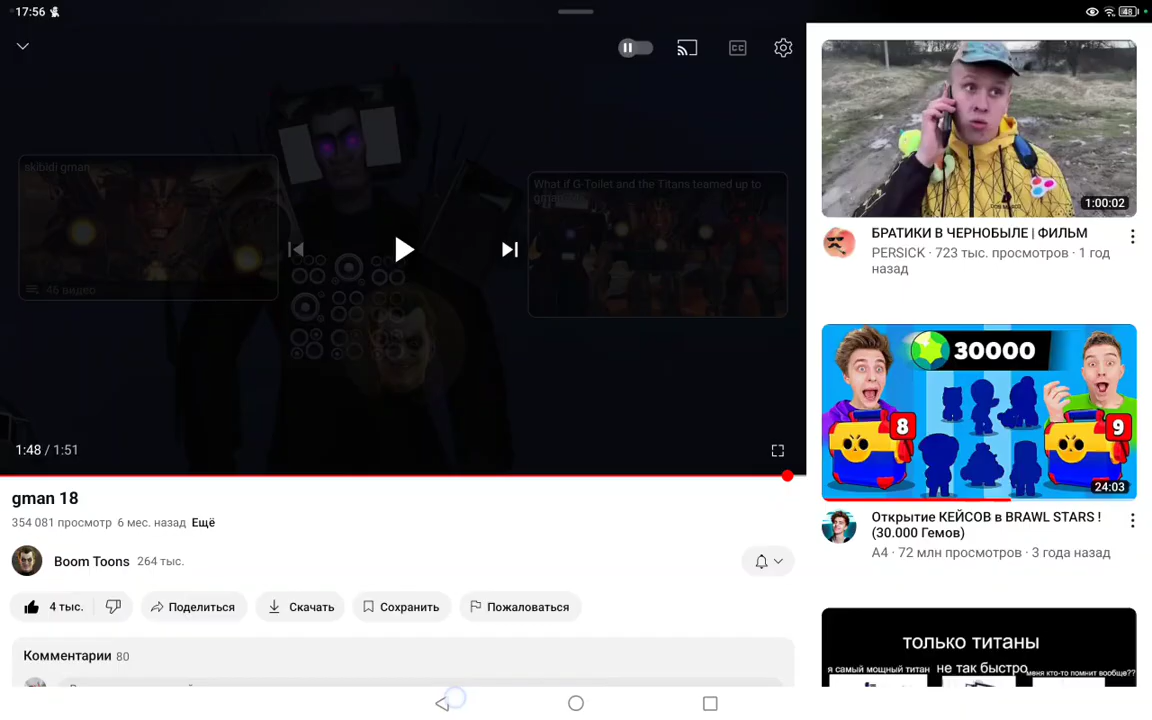 17:56
48
skibidi gman
What if G-Toilet and the Titans teamed up to
46 видео
1:48 / 1:51
gman 18
354 081 просмотр 6 мес. назад Ещё
Boom Toons 264 тыс.
4 тыс.
Поделиться
Скачать
Сохранить
Пожаловаться
Комментарии 80
1:00:02
БРАТИКИ В ЧЕРНОБЫЛЕ | ФИЛЬМ
PERSICK · 723 тыс. просмотров · 1 год
назад
30000
8
9
24:03
Открытие КЕЙСОВ в BRAWL STARS !
(30.000 Гемов)
A4 · 72 млн просмотров · 3 года назад
только титаны
я самый мощный титан
не так быстро
меня кто-то помнит вообще??